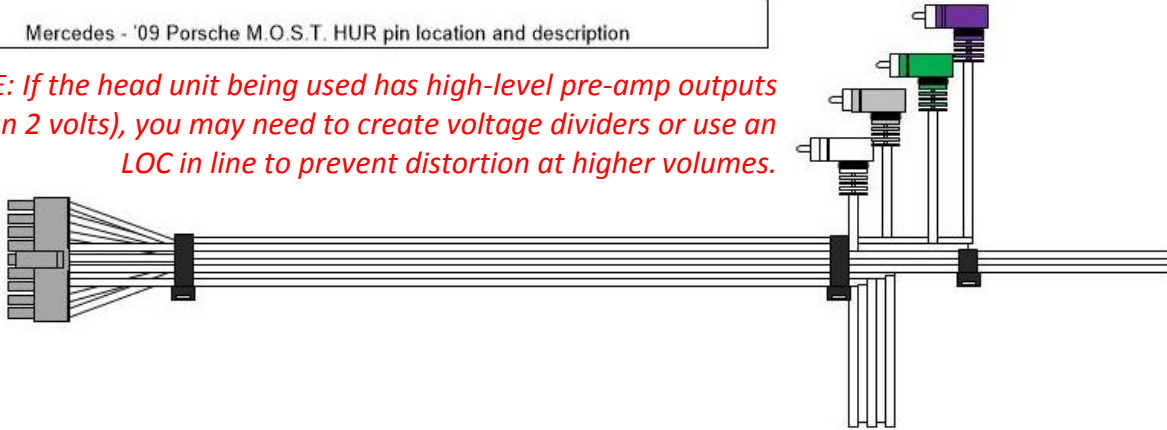 Mercedes - '09 Porsche M.O.S.T. HUR pin location and description
E: If the head unit being used has high-level pre-amp outputs
n 2 volts), you may need to create voltage dividers or use an
LOC in line to prevent distortion at higher volumes.